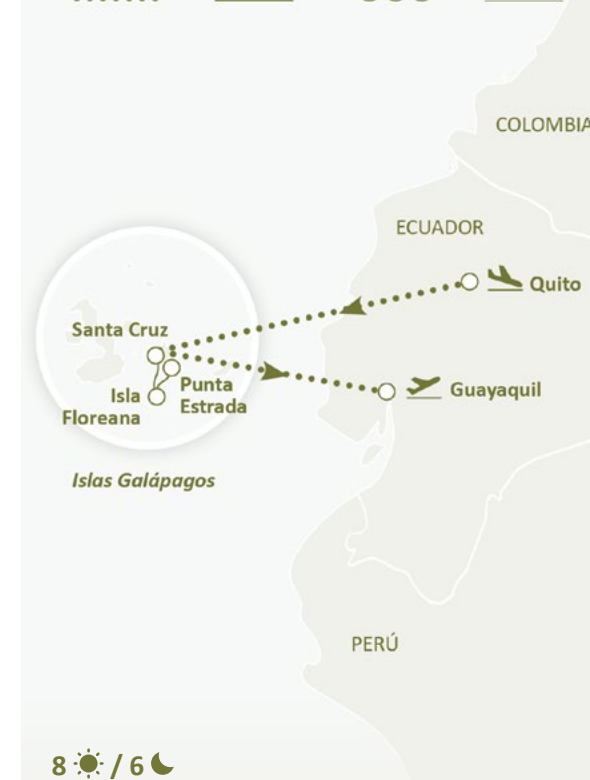 COLOMBIA
ECUADOR
Quito
Santa Cruz
Punta
Estrada
Isla
Floreana
Guayaquil
Islas Galápagos
PERÚ
8 / 6